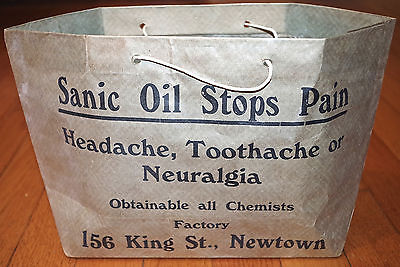 Sanic Oil Stops Pain
Headache, Toothache or
Neuralgia
Obtainable all Chemists
Factory
156 King St., Newtown